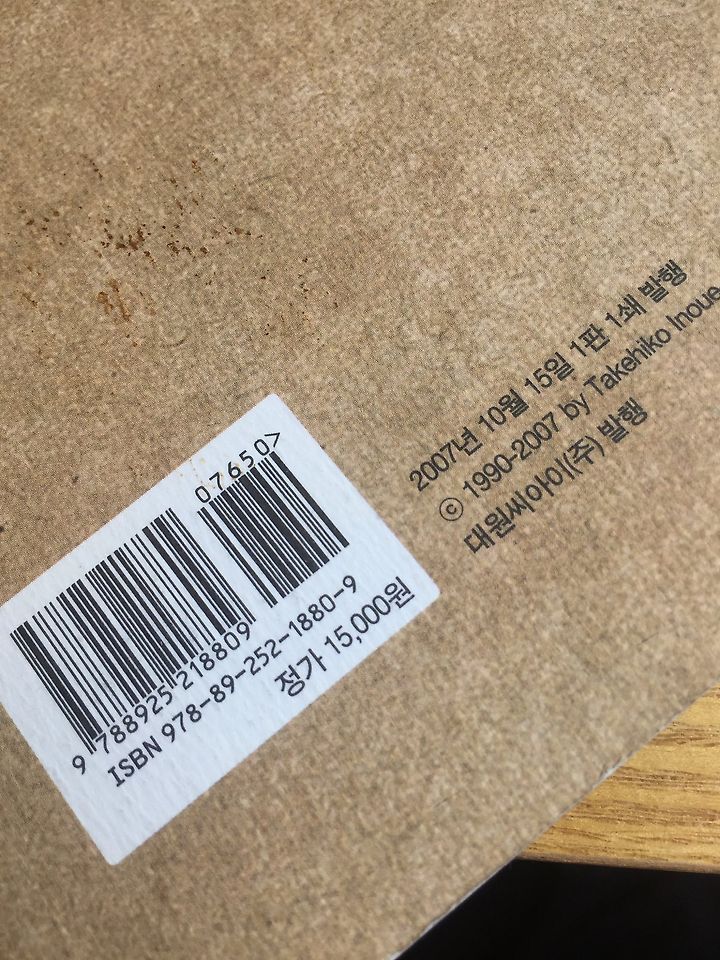 2007년 10월 15일 1판 1쇄 발행
© 1990-2007 by Takehiko Inoue
대원씨아이(주) 발행
07650>
9 788925 218809
ISBN 978-89-252-1880-9
정가 15,000원